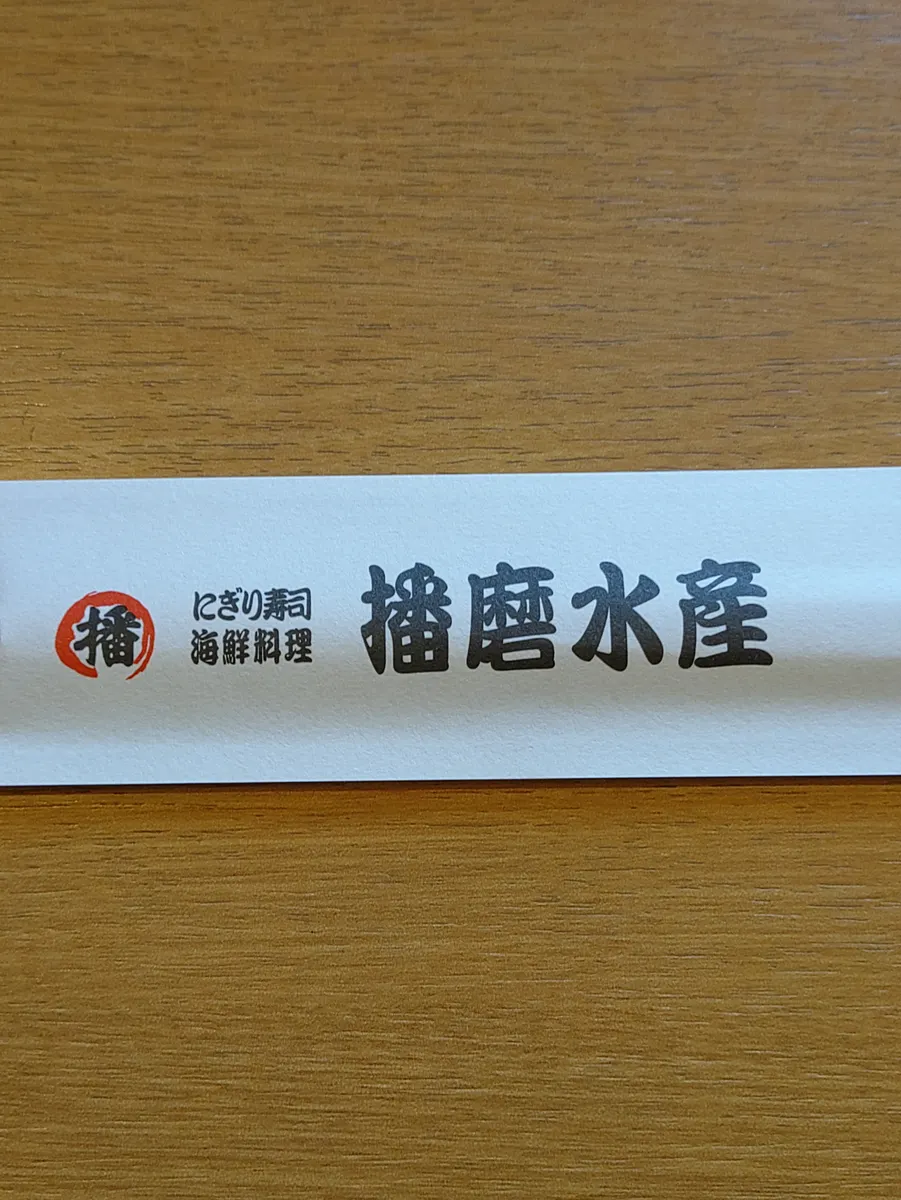 播
にぎり寿司
海鮮料理
播磨水産